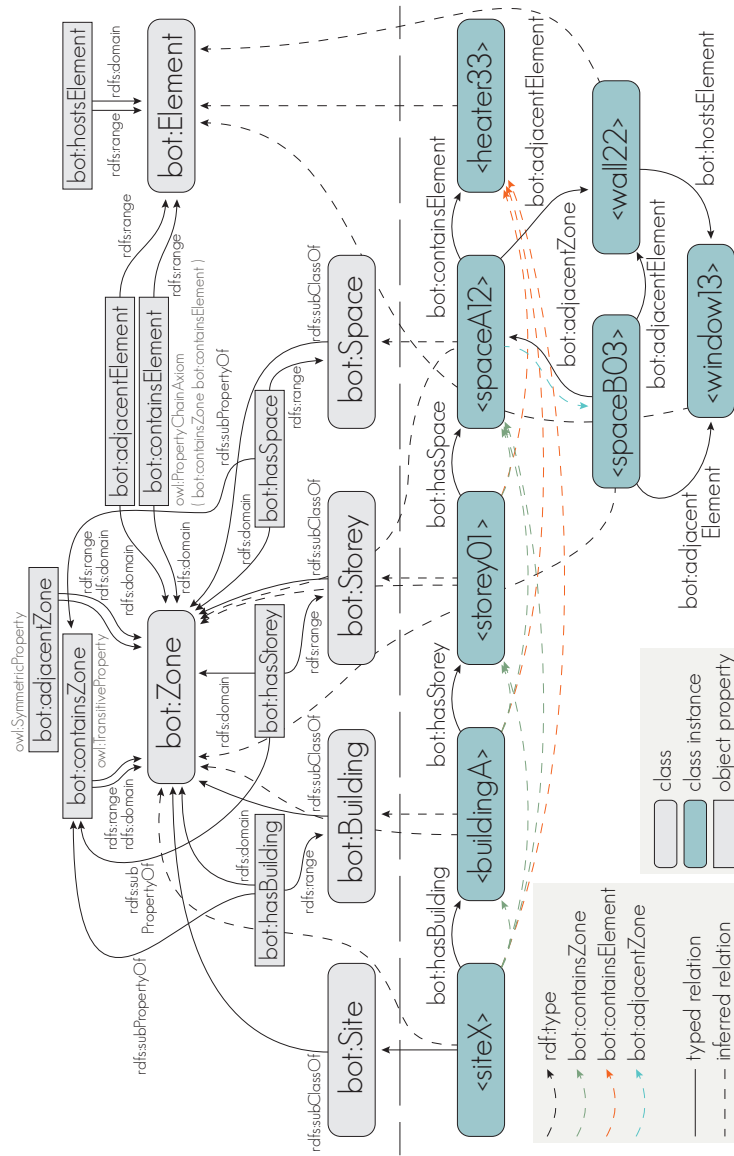 owl:SymmetricProperty
bot:adjacentZone
bot:hostsElement
rdfs:subPropertyOf
rdfs:sub
PropertyOf
bot:containsZone
owl:TransitiveProperty
rdfs:range
rdfs:domain
rdfs:range
rdfs:domain
rdfs:domain
rdfs:domain
bot:adjacentElement
bot:containsElement
owl:PropertyChainAxiom
( bot:containsZone bot:containsElement )
rdfs:range
rdfs:range
rdfs:range
rdfs:domain
bot:Zone
bot:Element
bot:hasBuilding
rdfs:domain
rdfs:range
bot:hasStorey
rdfs:domain
rdfs:range
bot:hasSpace
rdfs:domain
rdfs:subPropertyOf
rdfs:range
rdfs:subClassOf
rdfs:subClassOf
rdfs:subClassOf
rdfs:subClassOf
bot:Site
bot:Building
bot:Storey
bot:Space
bot:hasBuilding
bot:hasStorey
bot:hasSpace
bot:containsElement
<siteX>
<buildingA>
<storey01>
<spaceA12>
<heater33>
bot:adjacentElement
bot:adjacentZone
<spaceB03>
<wall22>
bot:adjacentElement
bot:adjacent
Element
bot:hostsElement
<window13>
rdf:type
bot:containsZone
bot:containsElement
bot:adjacentZone
typed relation
inferred relation
class
class instance
object property